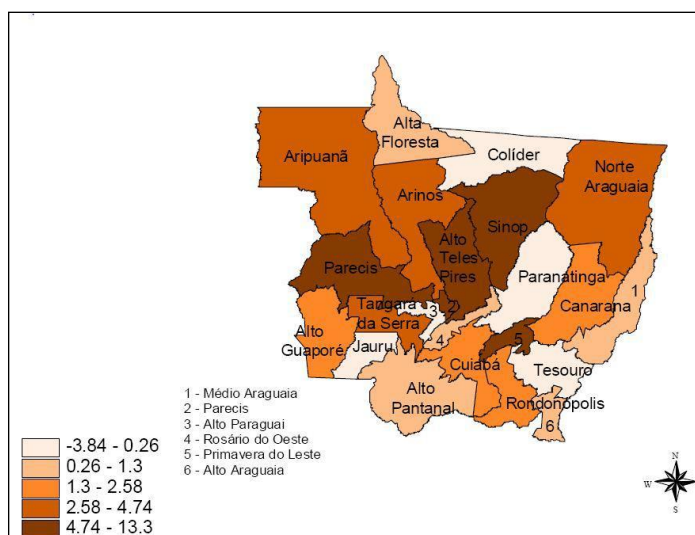 Alta
Floresta
Colíder
Aripuanã
Norte
Araguaia
Arinos
Sinop
Alto
Teles
Pires
Parecis
Paranatinga
1
2
3
Canarana
Tangará
da Serra
Alto
Guaporé
4
5
Jauru
Cuiabá
Tesouro
Alto
Pantanal
Rondonópolis
6
1 - Médio Araguaia
2 - Parecis
3 - Alto Paraguai
4 - Rosário do Oeste
5 - Primavera do Leste
6 - Alto Araguaia
-3.84 - 0.26
0.26 - 1.3
1.3 - 2.58
2.58 - 4.74
4.74 - 13.3
N
W
E
S